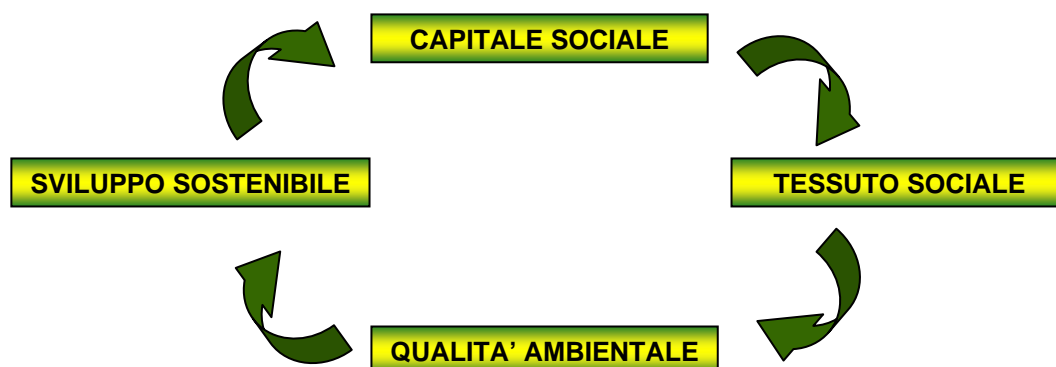 CAPITALE SOCIALE
SVILUPPO SOSTENIBILE
TESSUTO SOCIALE
QUALITA’ AMBIENTALE